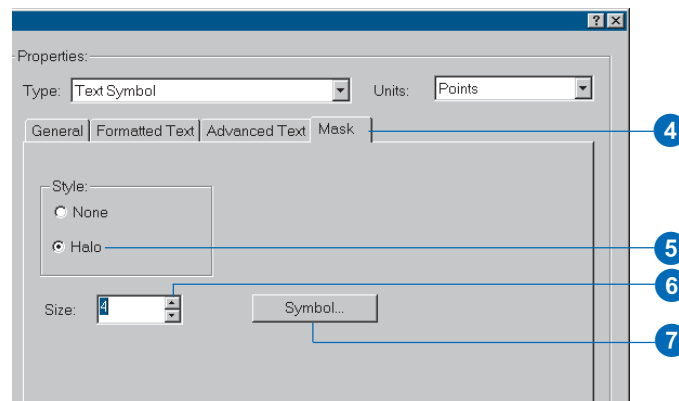 ? X
Properties:
Type: Text Symbol Units: Points
General Formatted Text Advanced Text Mask
4
Style:
None
Halo
5
6
Size: 4 Symbol...
7